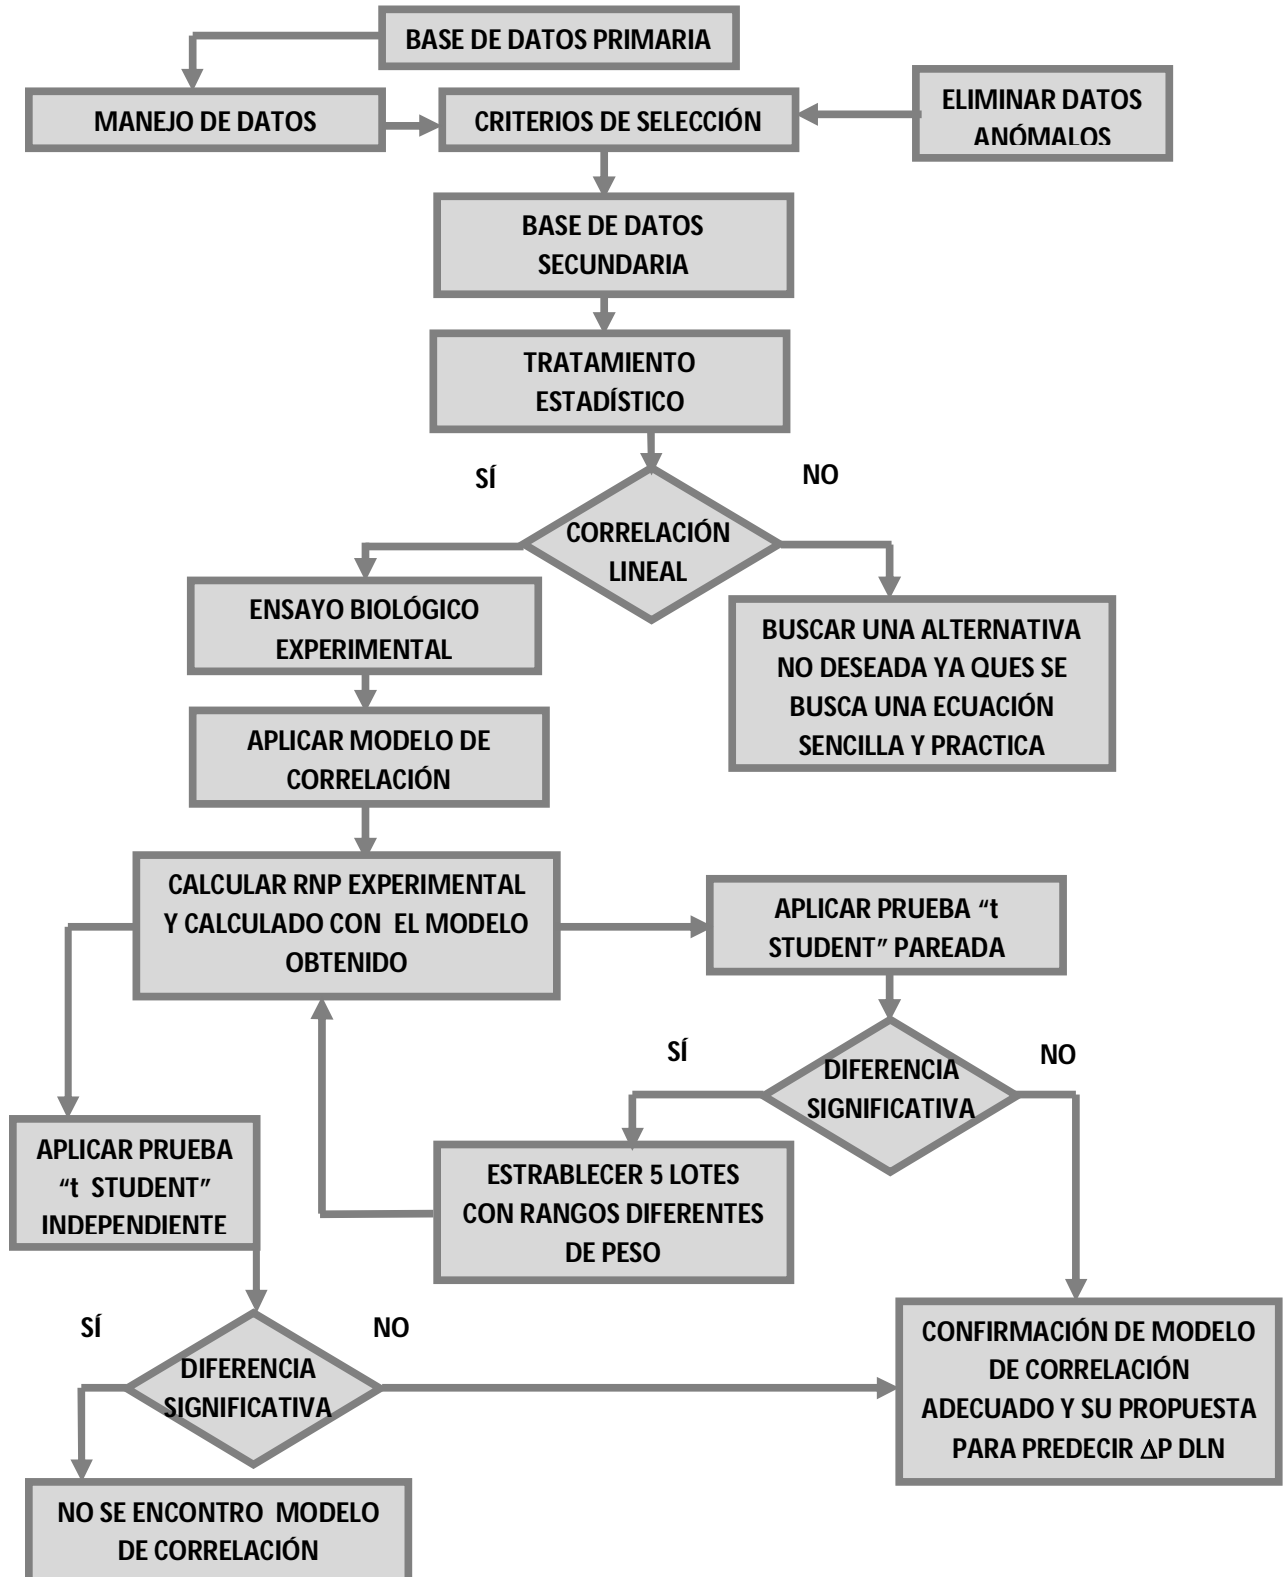 BASE DE DATOS PRIMARIA
MANEJO DE DATOS
CRITERIOS DE SELECCIÓN
ELIMINAR DATOS
ANÓMALOS
BASE DE DATOS
SECUNDARIA
TRATAMIENTO
ESTADÍSTICO
SÍ
NO
CORRELACIÓN
LINEAL
ENSAYO BIOLÓGICO
EXPERIMENTAL
BUSCAR UNA ALTERNATIVA
NO DESEADA YA QUES SE
BUSCA UNA ECUACIÓN
SENCILLA Y PRACTICA
APLICAR MODELO DE
CORRELACIÓN
CALCULAR RNP EXPERIMENTAL
Y CALCULADO CON EL MODELO
OBTENIDO
APLICAR PRUEBA “t
STUDENT” PAREADA
SÍ
NO
DIFERENCIA
SIGNIFICATIVA
APLICAR PRUEBA
“t STUDENT”
INDEPENDIENTE
ESTRABLECER 5 LOTES
CON RANGOS DIFERENTES
DE PESO
SÍ
NO
DIFERENCIA
SIGNIFICATIVA
CONFIRMACIÓN DE MODELO
DE CORRELACIÓN
ADECUADO Y SU PROPUESTA
PARA PREDECIR ΔP DLN
NO SE ENCONTRO MODELO
DE CORRELACIÓN